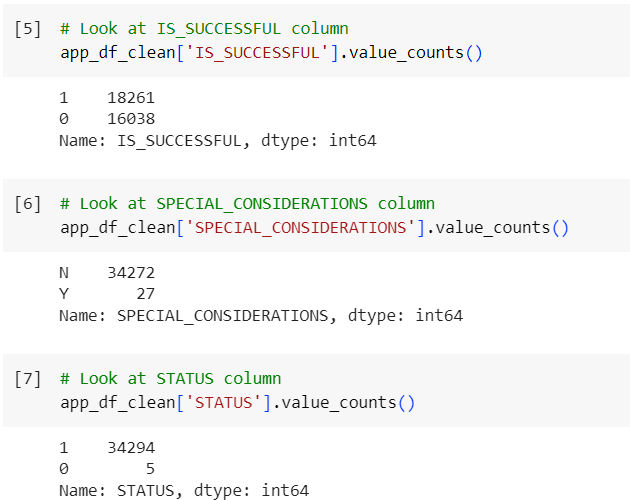 [5] # Look at IS_SUCCESSFUL column
app_df_clean['IS_SUCCESSFUL'].value_counts()
1    18261
0    16038
Name: IS_SUCCESSFUL, dtype: int64
[6] # Look at SPECIAL_CONSIDERATIONS column
app_df_clean['SPECIAL_CONSIDERATIONS'].value_counts()
N    34272
Y       27
Name: SPECIAL_CONSIDERATIONS, dtype: int64
[7] # Look at STATUS column
app_df_clean['STATUS'].value_counts()
1    34294
0        5
Name: STATUS, dtype: int64